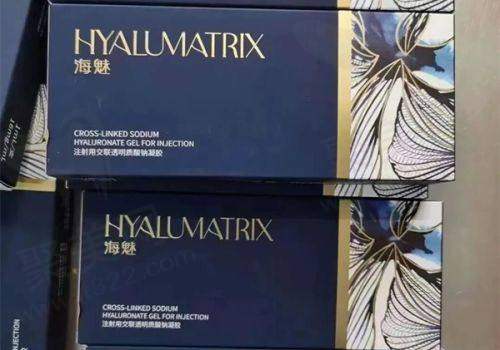 HYALUMATRIX
海魅
CROSS-LINKED SODIUM
HYALURONATE GEL FOR INJECTION
注射用交联透明质酸钠凝胶
HYALUMATRIX
海魅
CROSS-LINKED SODIUM
HYALURONATE GEL FOR INJECTION
注射用交联透明质酸钠凝胶